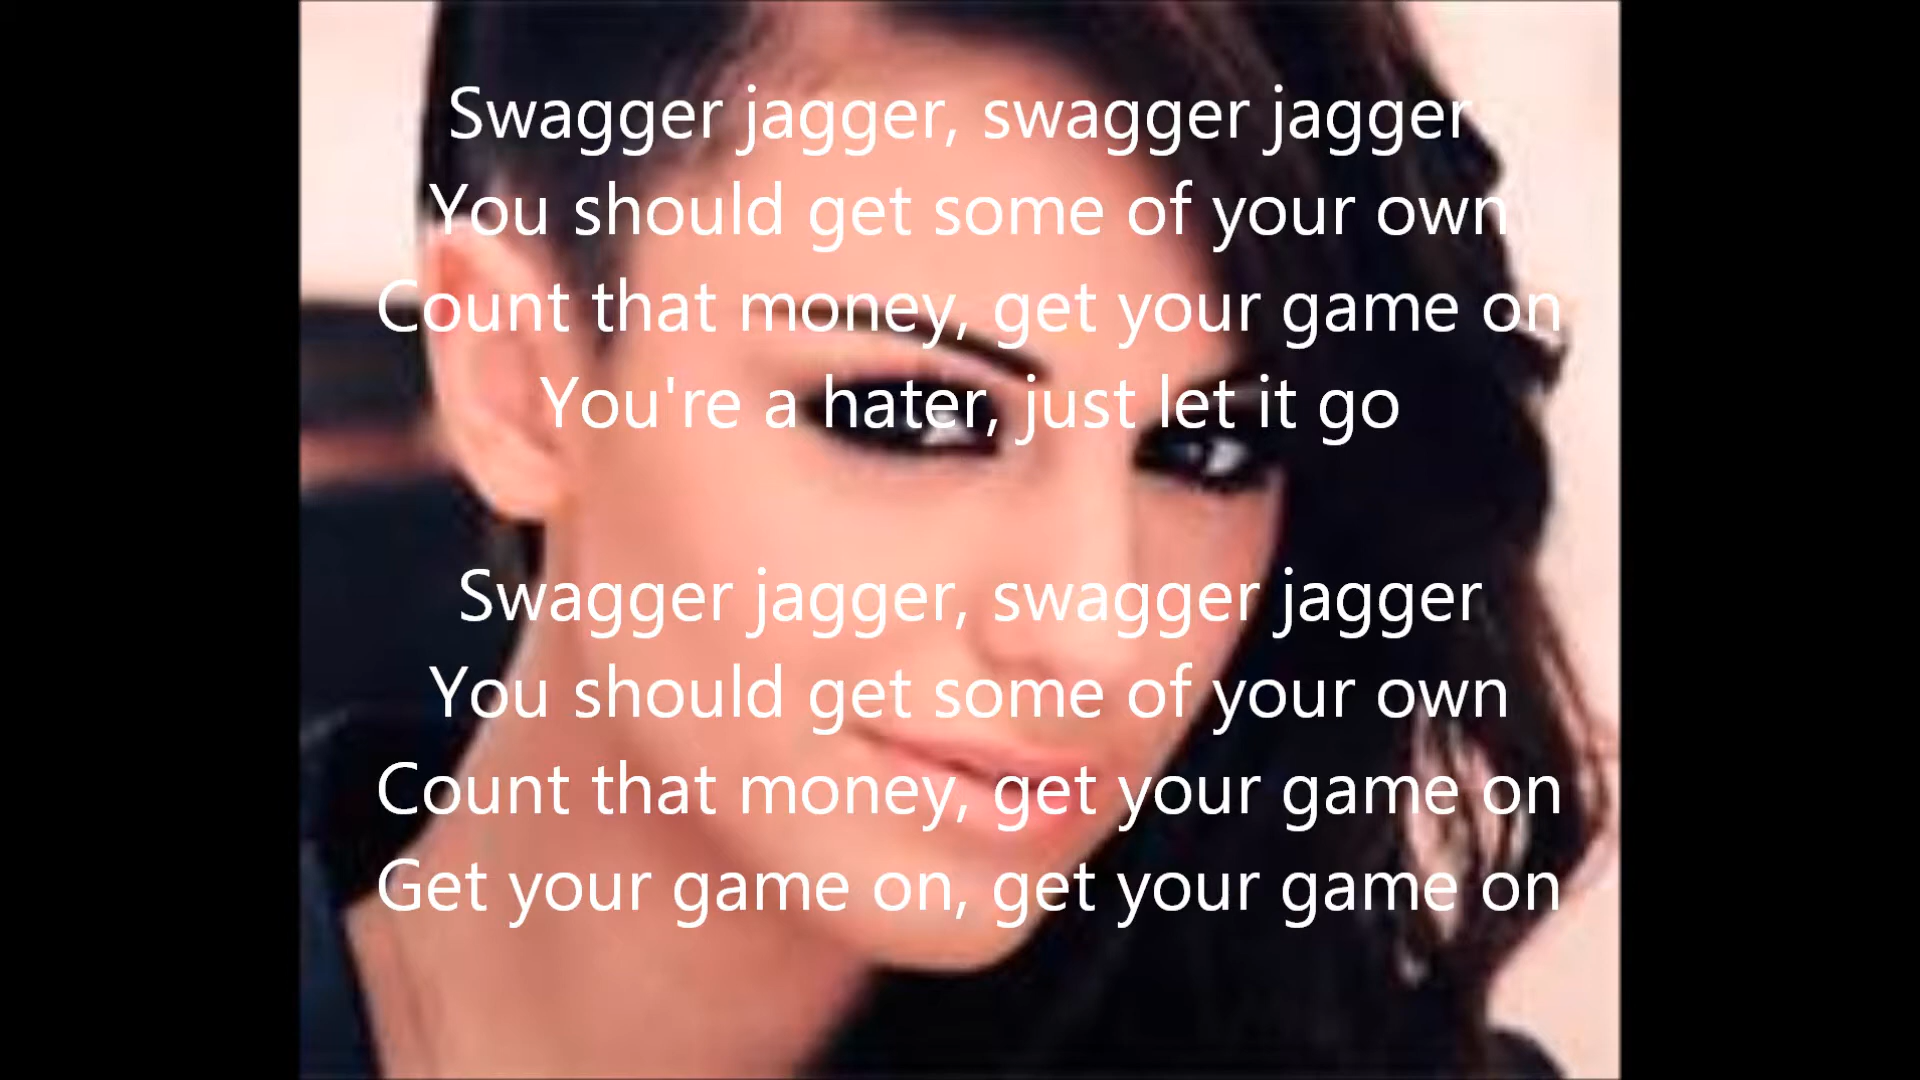 Swagger jagger, swagger jagger
You should get some of your own
Count that money, get your game on
You're a hater, just let it go
Swagger jagger, swagger jagger
You should get some of your own
Count that money, get your game on
Get your game on, get your game on